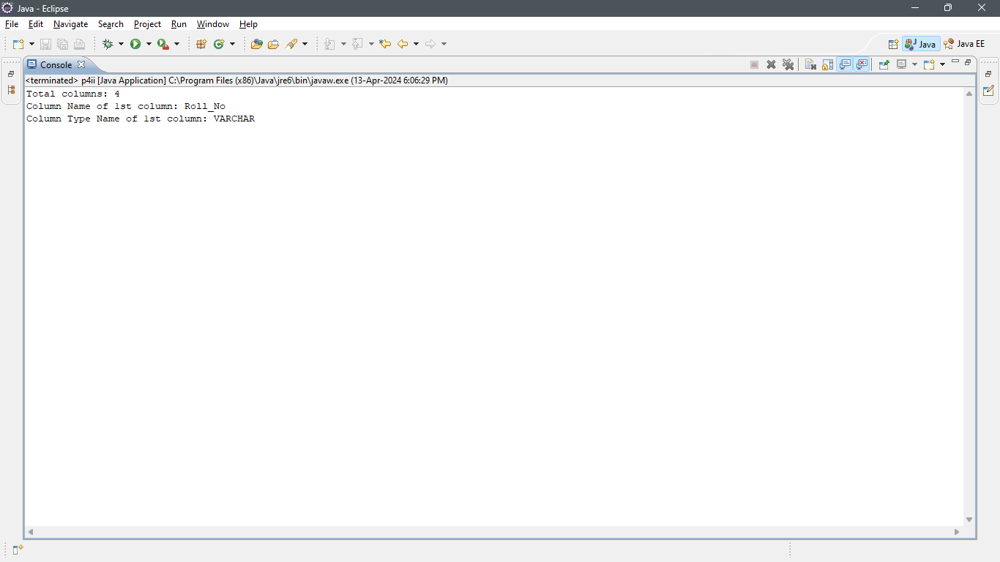 Java - Eclipse
File Edit Navigate Search Project Run Window Help
Java Java EE
Console
<terminated> p4ii [Java Application] C:\Program Files (x86)\Java\jre6\bin\javaw.exe (13-Apr-2024 6:06:29 PM)
Total columns: 4
Column Name of 1st column: Roll_No
Column Type Name of 1st column: VARCHAR